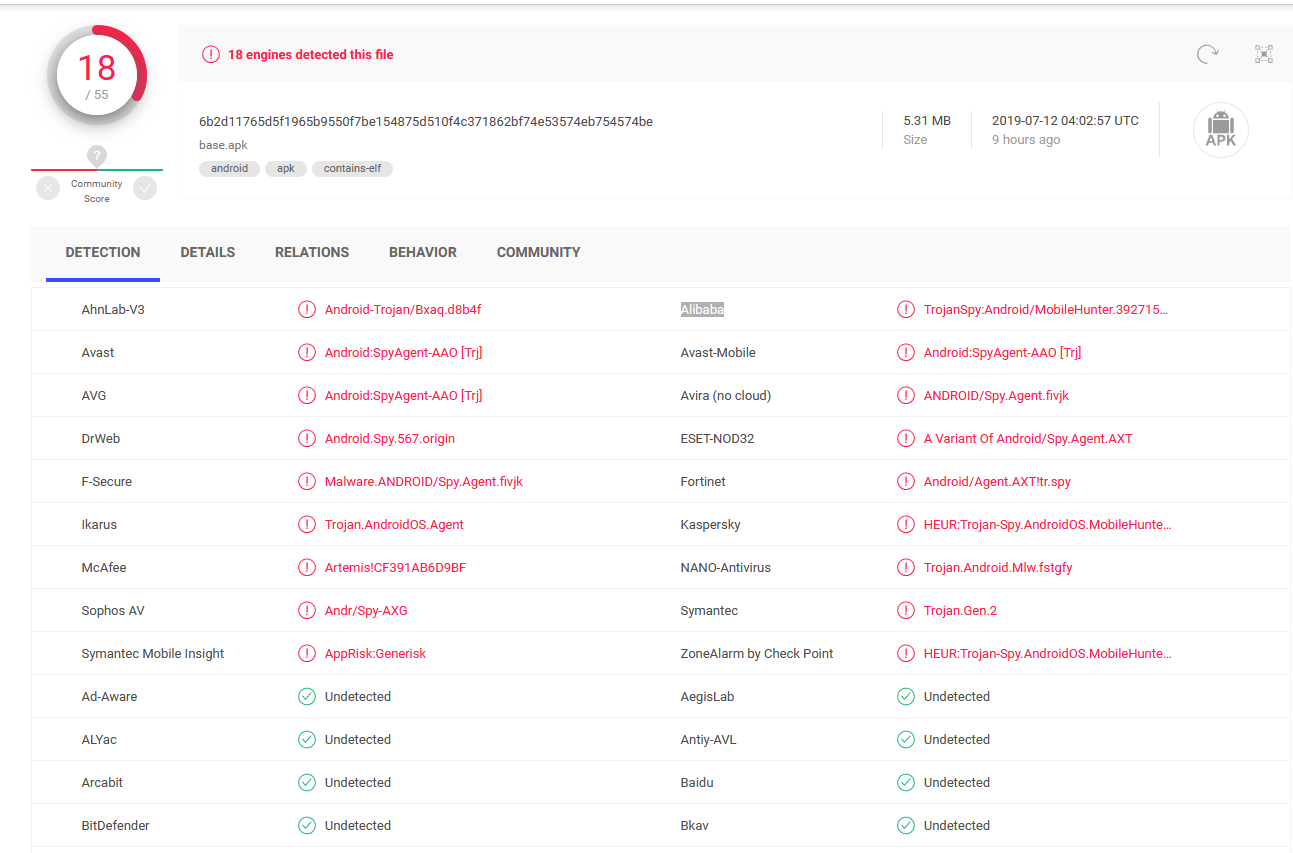 18
/ 55
18 engines detected this file
6b2d11765d5f1965b9550f7be154875d510f4c371862bf74e53574eb754574be
base.apk
android apk contains-elf
5.31 MB
Size
2019-07-12 04:02:57 UTC
9 hours ago
APK
?
Community
Score
DETECTION DETAILS RELATIONS BEHAVIOR COMMUNITY
AhnLab-V3 Android-Trojan/Bxaq.d8b4f Alibaba TrojanSpy:Android/MobileHunter.392715...
Avast Android:SpyAgent-AAO [Trj] Avast-Mobile Android:SpyAgent-AAO [Trj]
AVG Android:SpyAgent-AAO [Trj] Avira (no cloud) ANDROID/Spy.Agent.fivjk
DrWeb Android.Spy.567.origin ESET-NOD32 A Variant Of Android/Spy.Agent.AXT
F-Secure Malware.ANDROID/Spy.Agent.fivjk Fortinet Android/Agent.AXT!tr.spy
Ikarus Trojan.AndroidOS.Agent Kaspersky HEUR:Trojan-Spy.AndroidOS.MobileHunte...
McAfee Artemis!CF391AB6D9BF NANO-Antivirus Trojan.Android.Mlw.fstgfy
Sophos AV Andr/Spy-AXG Symantec Trojan.Gen.2
Symantec Mobile Insight AppRisk:Generisk ZoneAlarm by Check Point HEUR:Trojan-Spy.AndroidOS.MobileHunte...
Ad-Aware Undetected AegisLab Undetected
ALYac Undetected Antiy-AVL Undetected
Arcabit Undetected Baidu Undetected
BitDefender Undetected Bkav Undetected